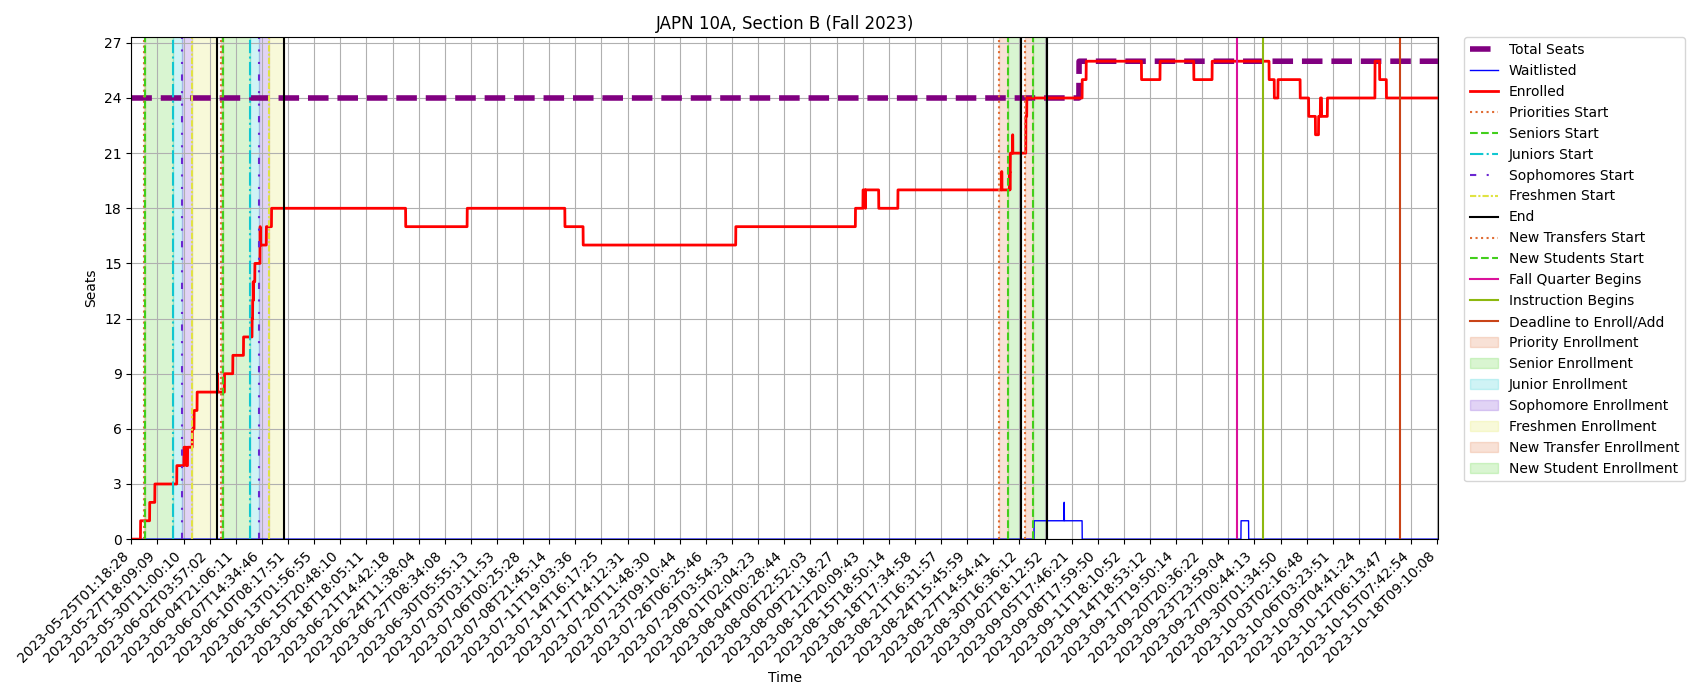 JAPN 10A, Section B (Fall 2023)
27
24
21
18
15
12
9
6
3
0
Seats
2023-05-25T01:18:28
2023-05-27T18:09:09
2023-05-30T11:00:10
2023-06-02T03:57:02
2023-06-04T21:06:11
2023-06-07T14:34:46
2023-06-10T08:17:51
2023-06-13T01:56:55
2023-06-15T20:48:10
2023-06-18T18:05:11
2023-06-21T14:42:18
2023-06-24T11:38:04
2023-06-27T08:34:08
2023-06-30T05:55:13
2023-07-03T03:11:53
2023-07-06T00:25:28
2023-07-08T21:45:14
2023-07-11T19:03:36
2023-07-14T16:17:25
2023-07-17T14:12:31
2023-07-20T11:48:30
2023-07-23T09:10:44
2023-07-26T06:25:46
2023-07-29T03:54:33
2023-08-01T02:04:23
2023-08-04T00:28:44
2023-08-06T22:52:03
2023-08-09T21:18:27
2023-08-12T20:09:43
2023-08-15T18:50:14
2023-08-18T17:34:58
2023-08-21T16:31:57
2023-08-24T15:45:59
2023-08-27T14:54:41
2023-08-30T16:36:12
2023-09-02T18:12:52
2023-09-05T17:46:21
2023-09-08T17:59:50
2023-09-11T18:10:52
2023-09-14T18:53:12
2023-09-17T19:50:14
2023-09-20T20:36:22
2023-09-23T23:59:04
2023-09-27T00:44:13
2023-09-30T01:34:50
2023-10-03T02:16:48
2023-10-06T03:23:51
2023-10-09T04:41:24
2023-10-12T06:13:47
2023-10-15T07:42:54
2023-10-18T09:10:08
Time
Total Seats
Waitlisted
Enrolled
Priorities Start
Seniors Start
Juniors Start
Sophomores Start
Freshmen Start
End
New Transfers Start
New Students Start
Fall Quarter Begins
Instruction Begins
Deadline to Enroll/Add
Priority Enrollment
Senior Enrollment
Junior Enrollment
Sophomore Enrollment
Freshmen Enrollment
New Transfer Enrollment
New Student Enrollment